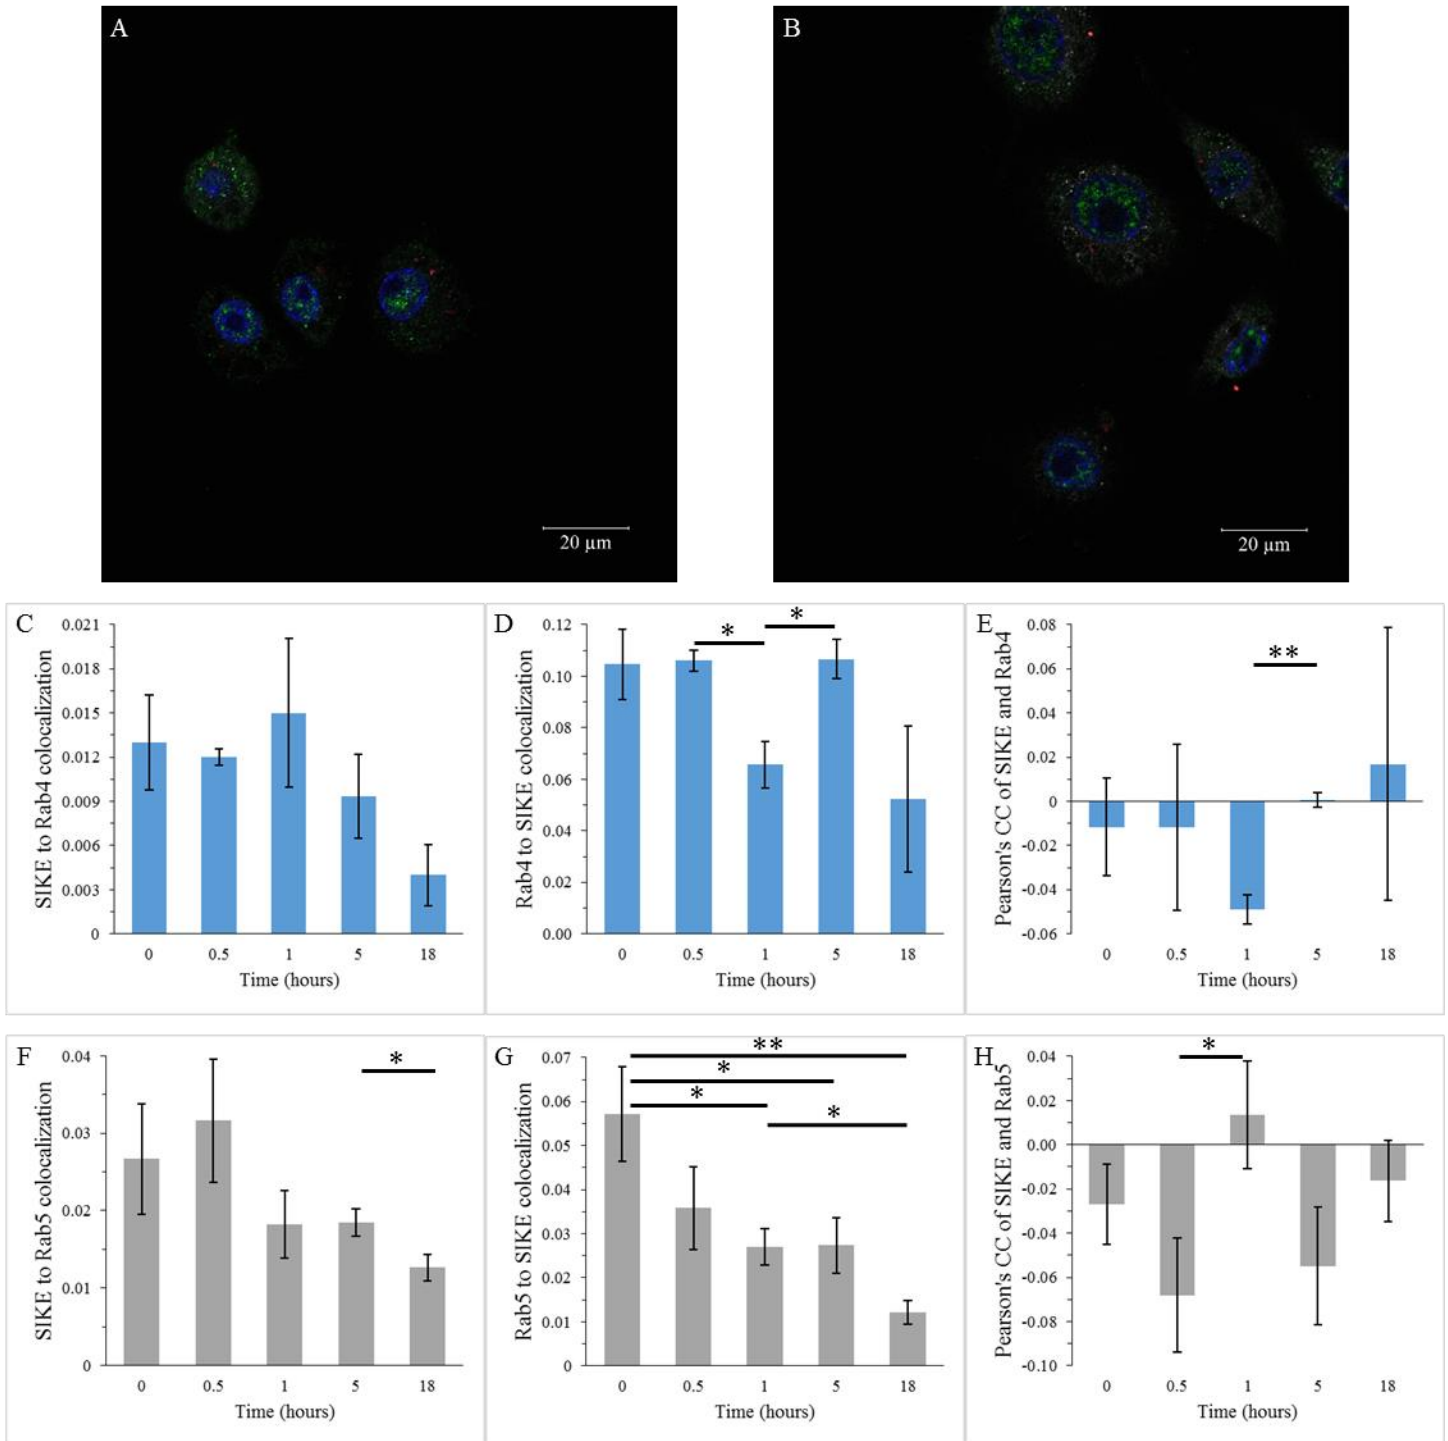 A
B
20 µm
20 µm
C
SIKE to Rab4 colocalization
0.021
0.018
0.015
0.012
0.009
0.006
0.003
0
0 0.5 1 5 18
Time (hours)
D
Rab4 to SIKE colocalization
0.12
0.10
0.08
0.06
0.04
0.02
0.00
* *
0 0.5 1 5 18
Time (hours)
E
Pearson's CC of SIKE and Rab4
0.08
0.06
0.04
0.02
0
-0.02
-0.04
-0.06
**
0 0.5 1 5 18
Time (hours)
F
SIKE to Rab5 colocalization
0.04
0.03
0.02
0.01
0
*
0 0.5 1 5 18
Time (hours)
G
Rab5 to SIKE colocalization
0.07
0.06
0.05
0.04
0.03
0.02
0.01
0
**
*
*
*
0 0.5 1 5 18
Time (hours)
H
Pearson's CC of SIKE and Rab5
0.04
0.02
0.00
-0.02
-0.04
-0.06
-0.08
-0.10
*
0 0.5 1 5 18
Time (hours)